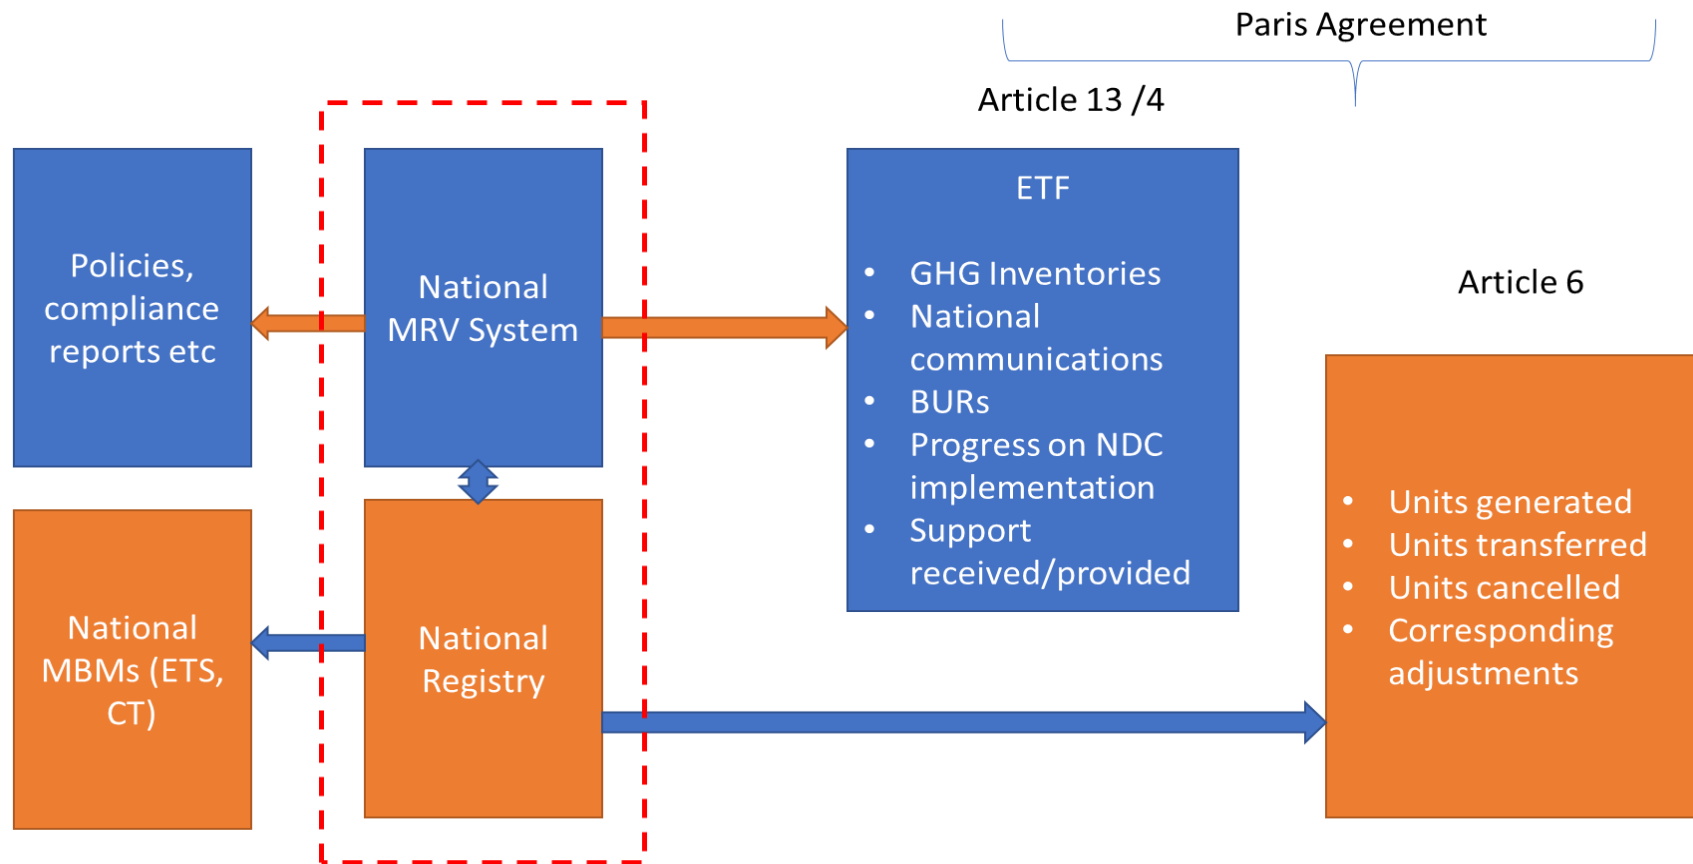 Paris Agreement
Article 13 /4
Policies,
compliance
reports etc
National
MRV System
ETF
• GHG Inventories
• National
communications
• BURs
• Progress on NDC
implementation
• Support
received/provided
Article 6
National
MBMs (ETS,
CT)
National
Registry
• Units generated
• Units transferred
• Units cancelled
• Corresponding
adjustments